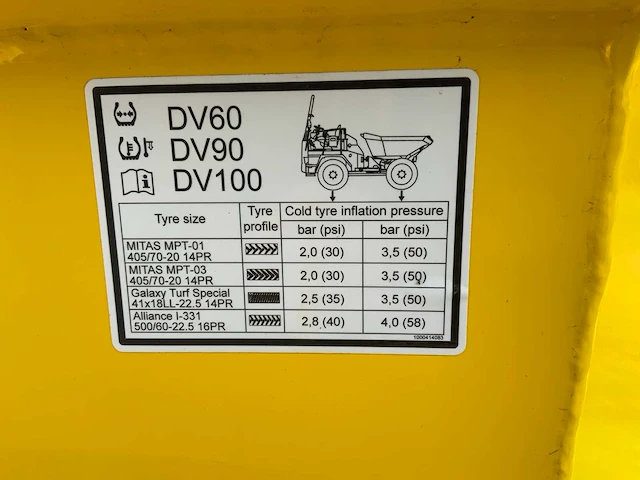 DV60
DV90
DV100
Tyre size Tyre profile Cold tyre inflation pressure
bar (psi) bar (psi)
MITAS MPT-01
405/70-20 14PR 2,0 (30) 3,5 (50)
MITAS MPT-03
405/70-20 14PR 2,0 (30) 3,5 (50)
Galaxy Turf Special
41x18LL-22.5 14PR 2,5 (35) 3,5 (50)
Alliance I-331
500/60-22.5 16PR 2,8 (40) 4,0 (58)
1000414083